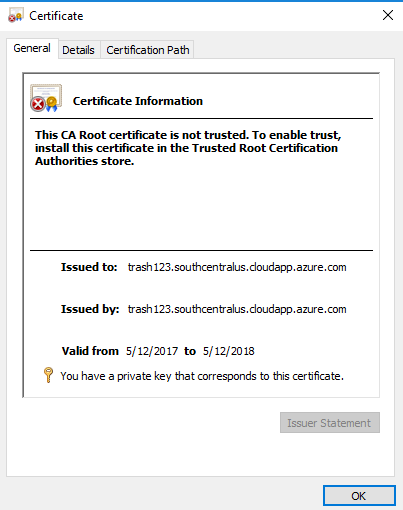 Certificate
General Details Certification Path
Certificate Information
This CA Root certificate is not trusted. To enable trust,
install this certificate in the Trusted Root Certification
Authorities store.
Issued to: trash123.southcentralus.cloudapp.azure.com
Issued by: trash123.southcentralus.cloudapp.azure.com
Valid from 5/12/2017 to 5/12/2018
You have a private key that corresponds to this certificate.
Issuer Statement
OK